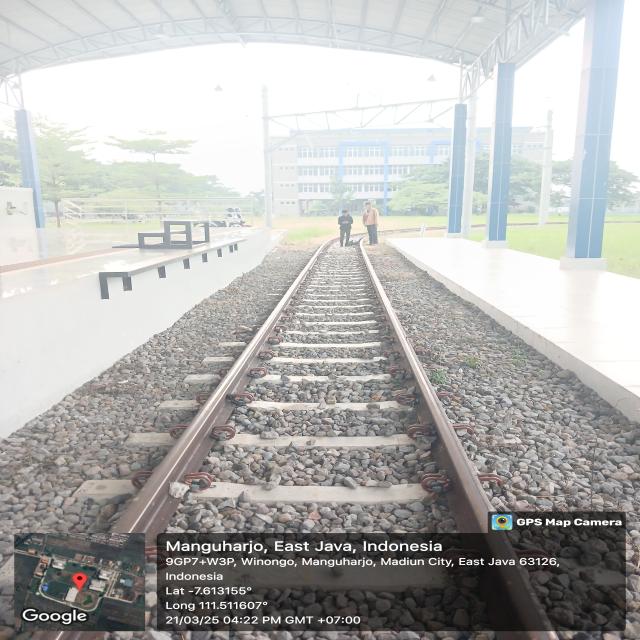 GPS Map Camera
Manguharjo, East Java, Indonesia
9GP7+W3P, Winongo, Manguharjo, Madiun City, East Java 63126,
Indonesia
Lat -7.613155°
Long 111.511607°
21/03/25 04:22 PM GMT +07:00
Google